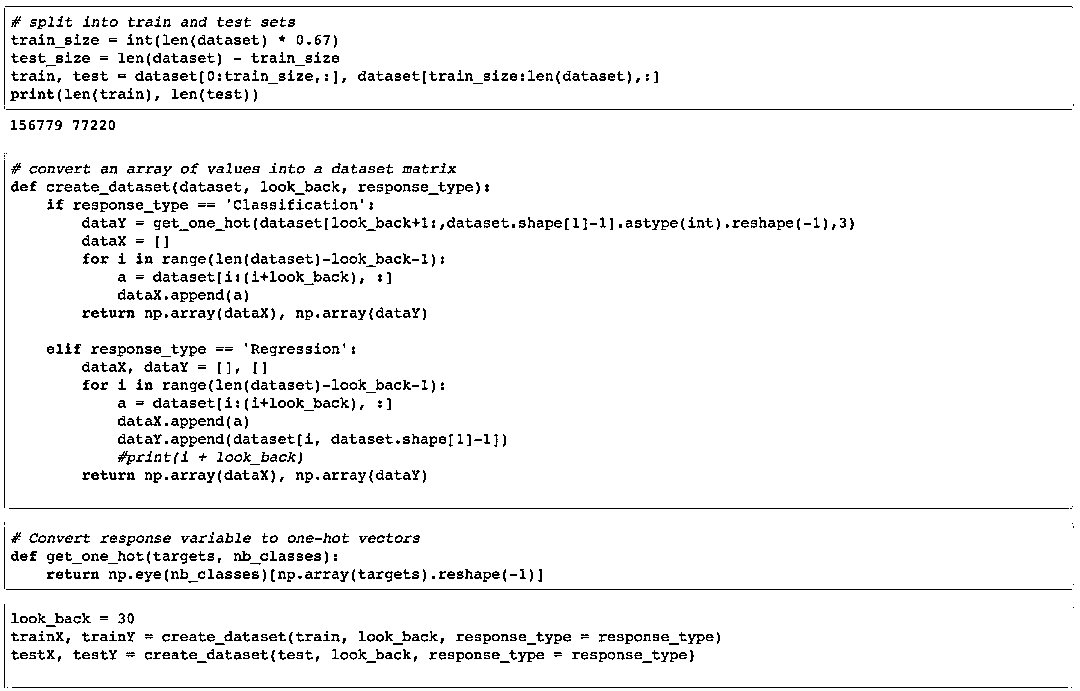 # split into train and test sets
train_size = int(len(dataset) * 0.67)
test_size = len(dataset) - train_size
train, test = dataset[0:train_size,:], dataset[train_size:len(dataset),:]
print(len(train), len(test))
156779 77220
# convert an array of values into a dataset matrix
def create_dataset(dataset, look_back, response_type):
    if response_type == 'Classification':
        dataY = get_one_hot(dataset[look_back+1:,dataset.shape[1]-1].astype(int).reshape(-1),3)
        dataX = []
        for i in range(len(dataset)-look_back-1):
            a = dataset[i:(i+look_back), :]
            dataX.append(a)
        return np.array(dataX), np.array(dataY)
    elif response_type == 'Regression':
        dataX, dataY = [], []
        for i in range(len(dataset)-look_back-1):
            a = dataset[i:(i+look_back), :]
            dataX.append(a)
            dataY.append(dataset[i, dataset.shape[1]-1])
            #print(i + look_back)
        return np.array(dataX), np.array(dataY)
# Convert response variable to one-hot vectors
def get_one_hot(targets, nb_classes):
    return np.eye(nb_classes)[np.array(targets).reshape(-1)]
look_back = 30
trainX, trainY = create_dataset(train, look_back, response_type = response_type)
testX, testY = create_dataset(test, look_back, response_type = response_type)